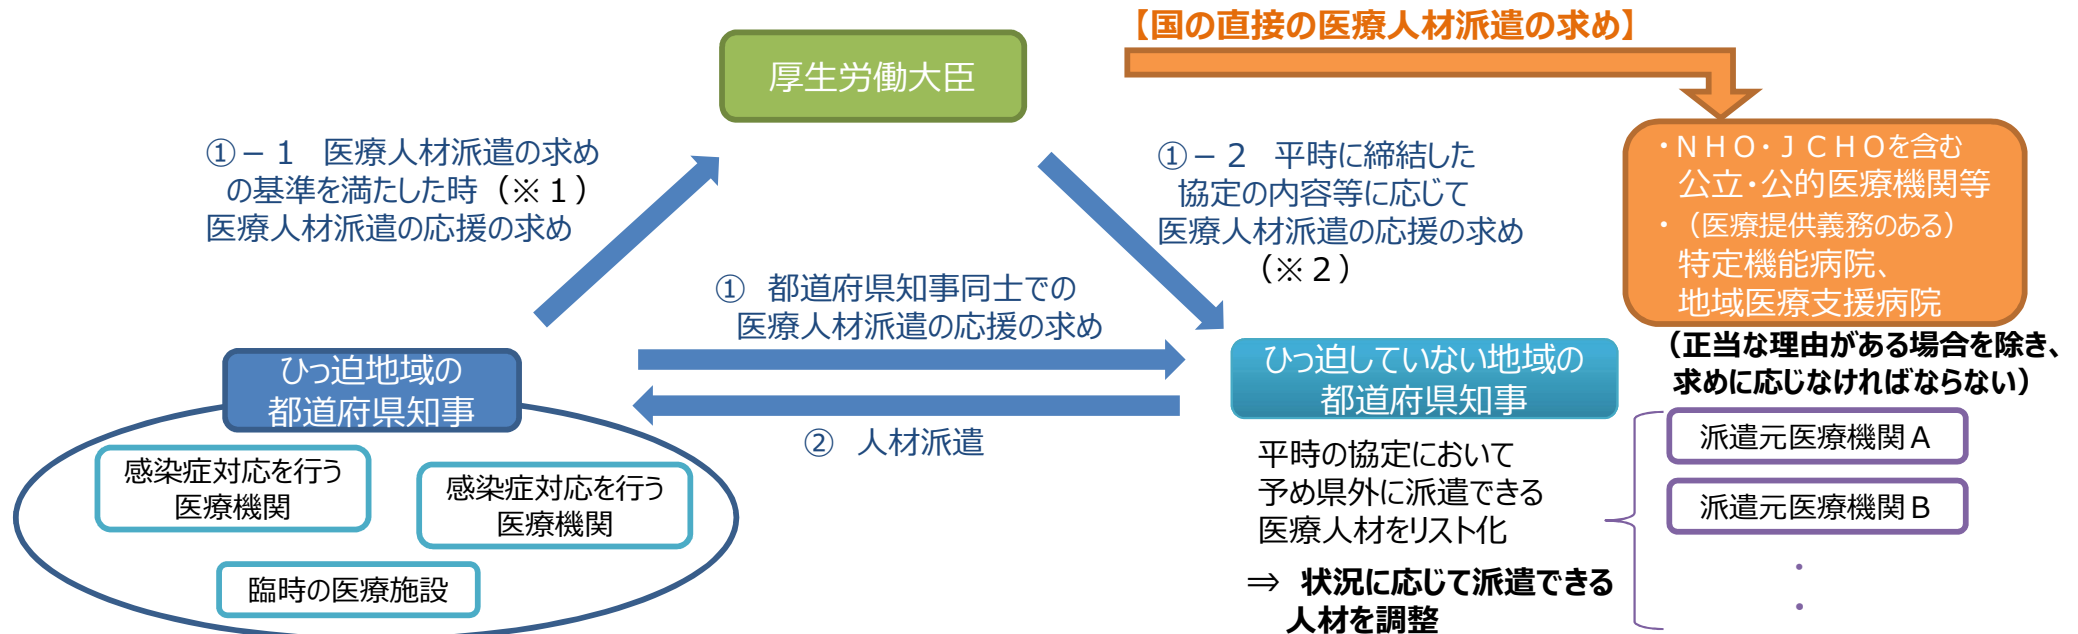 【国の直接の医療人材派遣の求め】
厚生労働大臣
①－１　医療人材派遣の求め
の基準を満たした時（※１）
医療人材派遣の応援の求め
①－２　平時に締結した
協定の内容等に応じて
医療人材派遣の応援の求め
（※２）
・ＮＨＯ・ＪＣＨＯを含む
公立・公的医療機関等
・（医療提供義務のある）
特定機能病院、
地域医療支援病院
（正当な理由がある場合を除き、
求めに応じなければならない）
①　都道府県知事同士での
医療人材派遣の応援の求め
ひっ迫地域の
都道府県知事
ひっ迫していない地域の
都道府県知事
②　人材派遣
感染症対応を行う
医療機関
感染症対応を行う
医療機関
臨時の医療施設
平時の協定において
予め県外に派遣できる
医療人材をリスト化
⇒　状況に応じて派遣できる
人材を調整
派遣元医療機関Ａ
派遣元医療機関Ｂ
・
・